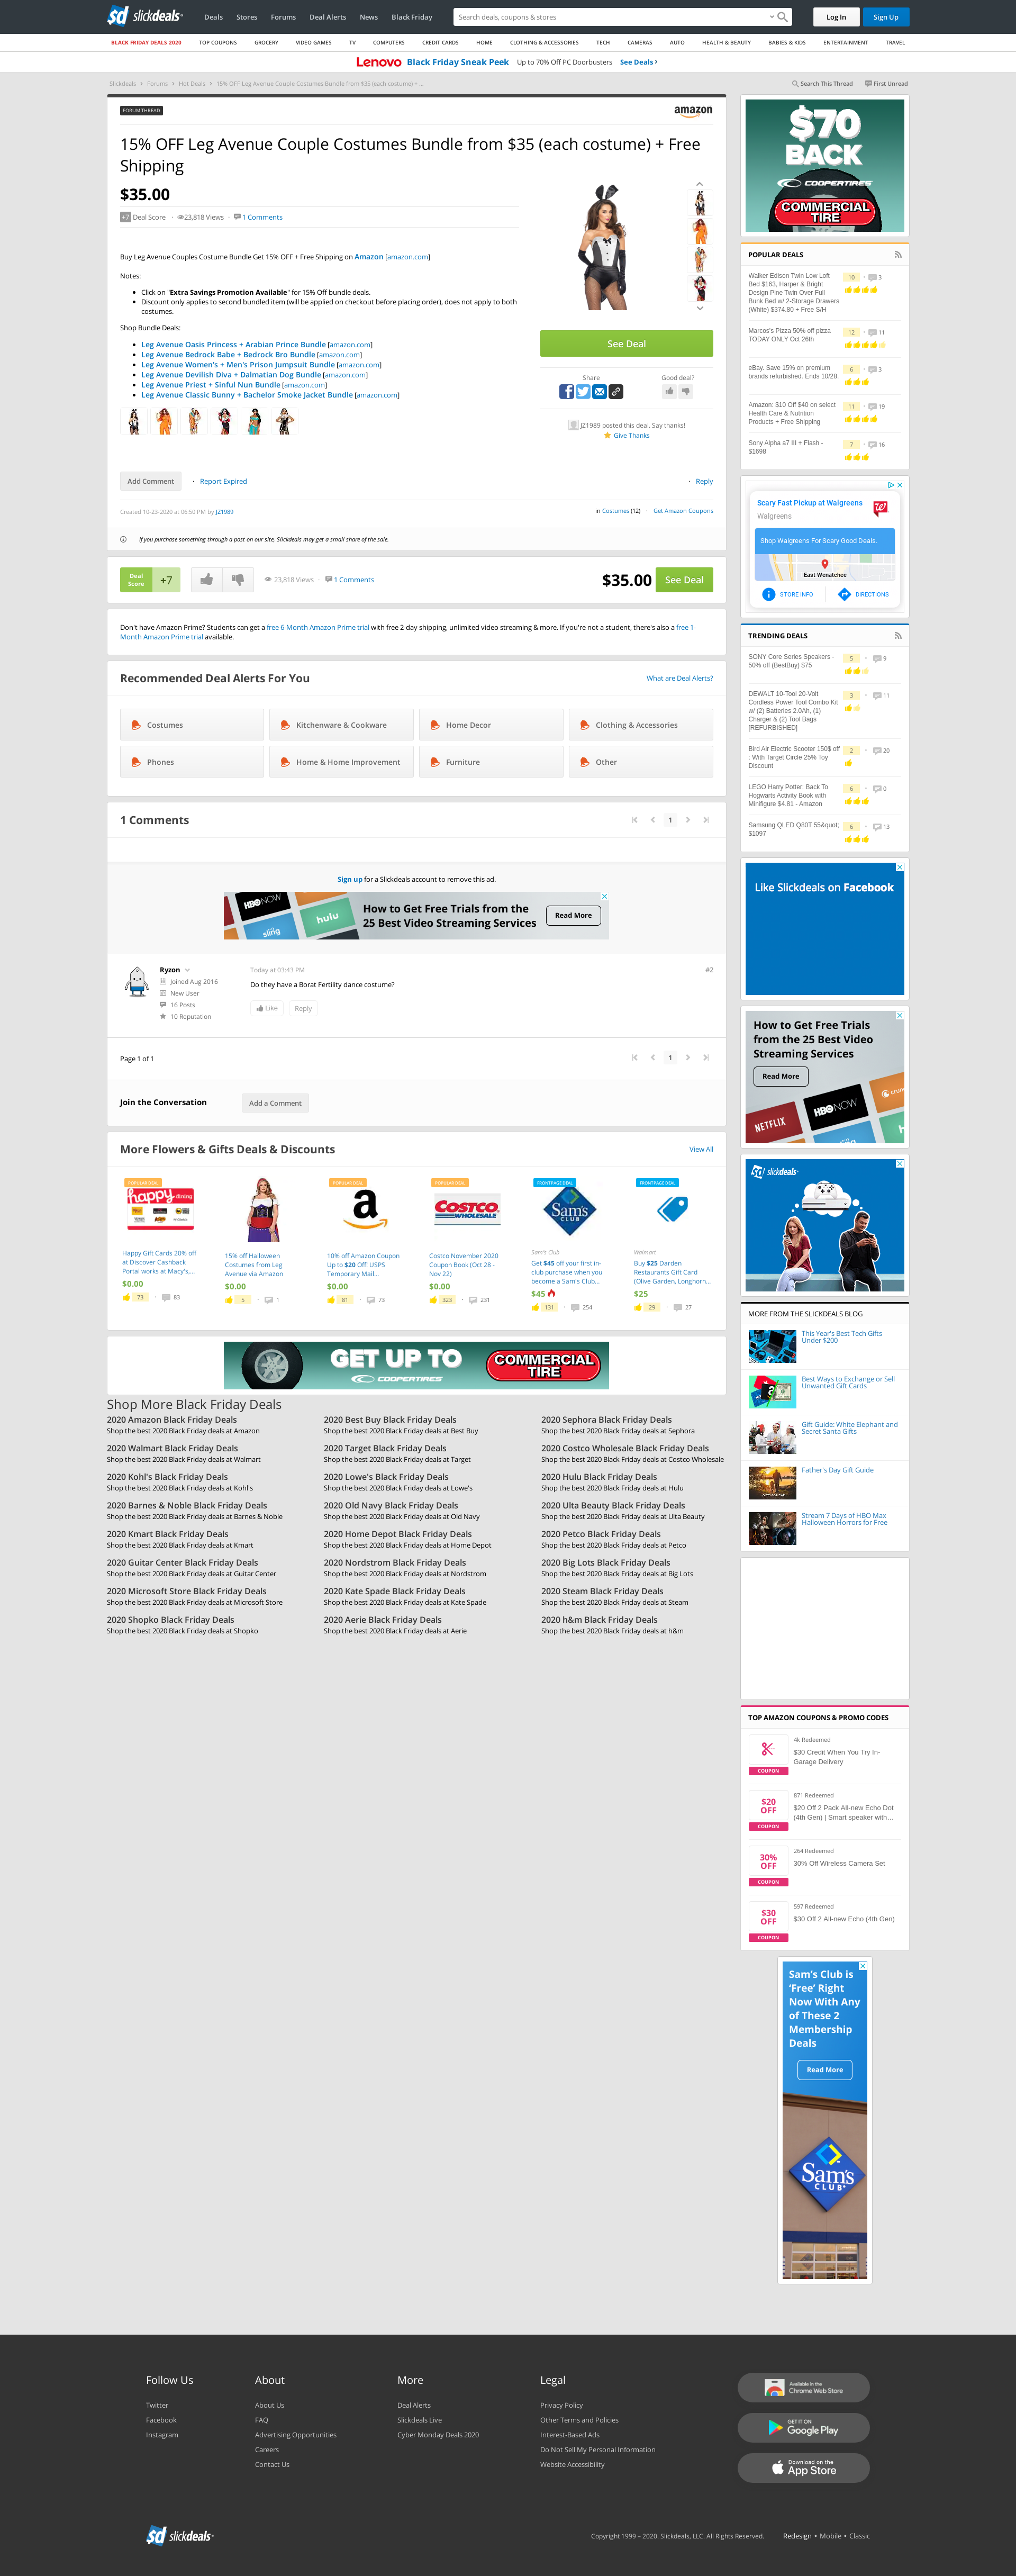 sd slickdeals
Deals Stores Forums Deal Alerts News Black Friday
Search deals, coupons & stores
Log In Sign Up
BLACK FRIDAY DEALS 2020 TOP COUPONS GROCERY VIDEO GAMES TV COMPUTERS CREDIT CARDS HOME CLOTHING & ACCESSORIES TECH CAMERAS AUTO HEALTH & BEAUTY BABIES & KIDS ENTERTAINMENT TRAVEL
Lenovo Black Friday Sneak Peek Up to 70% Off PC Doorbusters See Deals
Slickdeals Forums Hot Deals 15% OFF Leg Avenue Couple Costumes Bundle from $35 (each costume) + ...
Search This Thread First Unread
FORUM THREAD
amazon
15% OFF Leg Avenue Couple Costumes Bundle from $35 (each costume) + Free
Shipping
$35.00
+7 Deal Score 23,818 Views 1 Comments
Buy Leg Avenue Couples Costume Bundle Get 15% OFF + Free Shipping on Amazon [amazon.com]
Notes:
Click on "Extra Savings Promotion Available" for 15% Off bundle deals.
Discount only applies to second bundled item (will be applied on checkout before placing order), does not apply to both
costumes.
Shop Bundle Deals:
Leg Avenue Oasis Princess + Arabian Prince Bundle [amazon.com]
Leg Avenue Bedrock Babe + Bedrock Bro Bundle [amazon.com]
Leg Avenue Women's + Men's Prison Jumpsuit Bundle [amazon.com]
Leg Avenue Devilish Diva + Dalmatian Dog Bundle [amazon.com]
Leg Avenue Priest + Sinful Nun Bundle [amazon.com]
Leg Avenue Classic Bunny + Bachelor Smoke Jacket Bundle [amazon.com]
See Deal
Share Good deal?
JZ1989 posted this deal. Say thanks!
Give Thanks
Add Comment Report Expired Reply
Created 10-23-2020 at 06:50 PM by JZ1989
in Costumes (12) Get Amazon Coupons
If you purchase something through a post on our site, Slickdeals may get a small share of the sale.
Deal
Score
+7
23,818 Views 1 Comments
$35.00 See Deal
Don't have Amazon Prime? Students can get a free 6-Month Amazon Prime trial with free 2-day shipping, unlimited video streaming & more. If you're not a student, there's also a free 1-
Month Amazon Prime trial available.
Recommended Deal Alerts For You
What are Deal Alerts?
Costumes Kitchenware & Cookware Home Decor Clothing & Accessories
Phones Home & Home Improvement Furniture Other
1 Comments
1
Sign up for a Slickdeals account to remove this ad.
HBO NOW
hulu
sling
How to Get Free Trials from the
25 Best Video Streaming Services
Read More
Ryzon
Joined Aug 2016
New User
16 Posts
10 Reputation
Today at 03:43 PM
#2
Do they have a Borat Fertility dance costume?
Like Reply
Page 1 of 1
1
Join the Conversation
Add a Comment
More Flowers & Gifts Deals & Discounts
View All
POPULAR DEAL
happy dining
Happy Gift Cards 20% off
at Discover Cashback
Portal works at Macy's,...
$0.00
73 83
15% off Halloween
Costumes from Leg
Avenue via Amazon
$0.00
5 1
POPULAR DEAL
a
10% off Amazon Coupon
Up to $20 Off! USPS
Temporary Mail...
$0.00
81 73
POPULAR DEAL
COSTCO
WHOLESALE
Costco November 2020
Coupon Book (Oct 28 -
Nov 22)
$0.00
323 231
FRONTPAGE DEAL
Sam's
CLUB
Sam's Club
Get $45 off your first in-
club purchase when you
become a Sam's Club...
$45
131 254
FRONTPAGE DEAL
Walmart
Buy $25 Darden
Restaurants Gift Card
(Olive Garden, Longhorn...
$25
29 27
GET UP TO
COOPERTIRES
COMMERCIAL
TIRE
Shop More Black Friday Deals
2020 Amazon Black Friday Deals
Shop the best 2020 Black Friday deals at Amazon
2020 Best Buy Black Friday Deals
Shop the best 2020 Black Friday deals at Best Buy
2020 Sephora Black Friday Deals
Shop the best 2020 Black Friday deals at Sephora
2020 Walmart Black Friday Deals
Shop the best 2020 Black Friday deals at Walmart
2020 Target Black Friday Deals
Shop the best 2020 Black Friday deals at Target
2020 Costco Wholesale Black Friday Deals
Shop the best 2020 Black Friday deals at Costco Wholesale
2020 Kohl's Black Friday Deals
Shop the best 2020 Black Friday deals at Kohl's
2020 Lowe's Black Friday Deals
Shop the best 2020 Black Friday deals at Lowe's
2020 Hulu Black Friday Deals
Shop the best 2020 Black Friday deals at Hulu
2020 Barnes & Noble Black Friday Deals
Shop the best 2020 Black Friday deals at Barnes & Noble
2020 Old Navy Black Friday Deals
Shop the best 2020 Black Friday deals at Old Navy
2020 Ulta Beauty Black Friday Deals
Shop the best 2020 Black Friday deals at Ulta Beauty
2020 Kmart Black Friday Deals
Shop the best 2020 Black Friday deals at Kmart
2020 Home Depot Black Friday Deals
Shop the best 2020 Black Friday deals at Home Depot
2020 Petco Black Friday Deals
Shop the best 2020 Black Friday deals at Petco
2020 Guitar Center Black Friday Deals
Shop the best 2020 Black Friday deals at Guitar Center
2020 Nordstrom Black Friday Deals
Shop the best 2020 Black Friday deals at Nordstrom
2020 Big Lots Black Friday Deals
Shop the best 2020 Black Friday deals at Big Lots
2020 Microsoft Store Black Friday Deals
Shop the best 2020 Black Friday deals at Microsoft Store
2020 Kate Spade Black Friday Deals
Shop the best 2020 Black Friday deals at Kate Spade
2020 Steam Black Friday Deals
Shop the best 2020 Black Friday deals at Steam
2020 Shopko Black Friday Deals
Shop the best 2020 Black Friday deals at Shopko
2020 Aerie Black Friday Deals
Shop the best 2020 Black Friday deals at Aerie
2020 h&m Black Friday Deals
Shop the best 2020 Black Friday deals at h&m
$70
BACK
COOPERTIRES
COMMERCIAL
TIRE
POPULAR DEALS
Walker Edison Twin Low Loft
Bed $163, Harper & Bright
Design Pine Twin Over Full
Bunk Bed w/ 2-Storage Drawers
(White) $374.80 + Free S/H
10 3
Marcos's Pizza 50% off pizza
TODAY ONLY Oct 26th
12 11
eBay. Save 15% on premium
brands refurbished. Ends 10/28.
6 3
Amazon: $10 Off $40 on select
Health Care & Nutrition
Products + Free Shipping
11 19
Sony Alpha a7 III + Flash -
$1698
7 16
Scary Fast Pickup at Walgreens
Walgreens
Shop Walgreens For Scary Good Deals.
East Wenatchee
STORE INFO DIRECTIONS
TRENDING DEALS
SONY Core Series Speakers -
50% off (BestBuy) $75
5 9
DEWALT 10-Tool 20-Volt
Cordless Power Tool Combo Kit
w/ (2) Batteries 2.0Ah, (1)
Charger & (2) Tool Bags
[REFURBISHED]
3 11
Bird Air Electric Scooter 150$ off
: With Target Circle 25% Toy
Discount
2 20
LEGO Harry Potter: Back To
Hogwarts Activity Book with
Minifigure $4.81 - Amazon
6 0
Samsung QLED Q80T 55&quot;
$1097
6 13
Like Slickdeals on Facebook
How to Get Free Trials
from the 25 Best Video
Streaming Services
Read More
NETFLIX
HBO NOW
crunchy
hulu
sling
sd slickdeals
MORE FROM THE SLICKDEALS BLOG
This Year's Best Tech Gifts
Under $200
Best Ways to Exchange or Sell
Unwanted Gift Cards
Gift Guide: White Elephant and
Secret Santa Gifts
Father's Day Gift Guide
Stream 7 Days of HBO Max
Halloween Horrors for Free
TOP AMAZON COUPONS & PROMO CODES
COUPON
4k Redeemed
$30 Credit When You Try In-
Garage Delivery
$20
OFF
COUPON
871 Redeemed
$20 Off 2 Pack All-new Echo Dot
(4th Gen) | Smart speaker with...
30%
OFF
COUPON
264 Redeemed
30% Off Wireless Camera Set
$30
OFF
COUPON
597 Redeemed
$30 Off 2 All-new Echo (4th Gen)
Sam's Club is
'Free' Right
Now With Any
of These 2
Membership
Deals
Read More
Sam's
CLUB
Follow Us
Twitter
Facebook
Instagram
About
About Us
FAQ
Advertising Opportunities
Careers
Contact Us
More
Deal Alerts
Slickdeals Live
Cyber Monday Deals 2020
Legal
Privacy Policy
Other Terms and Policies
Interest-Based Ads
Do Not Sell My Personal Information
Website Accessibility
Available in the
Chrome Web Store
GET IT ON
Google Play
Download on the
App Store
sd slickdeals
Copyright 1999 – 2020. Slickdeals, LLC. All Rights Reserved. Redesign • Mobile • Classic